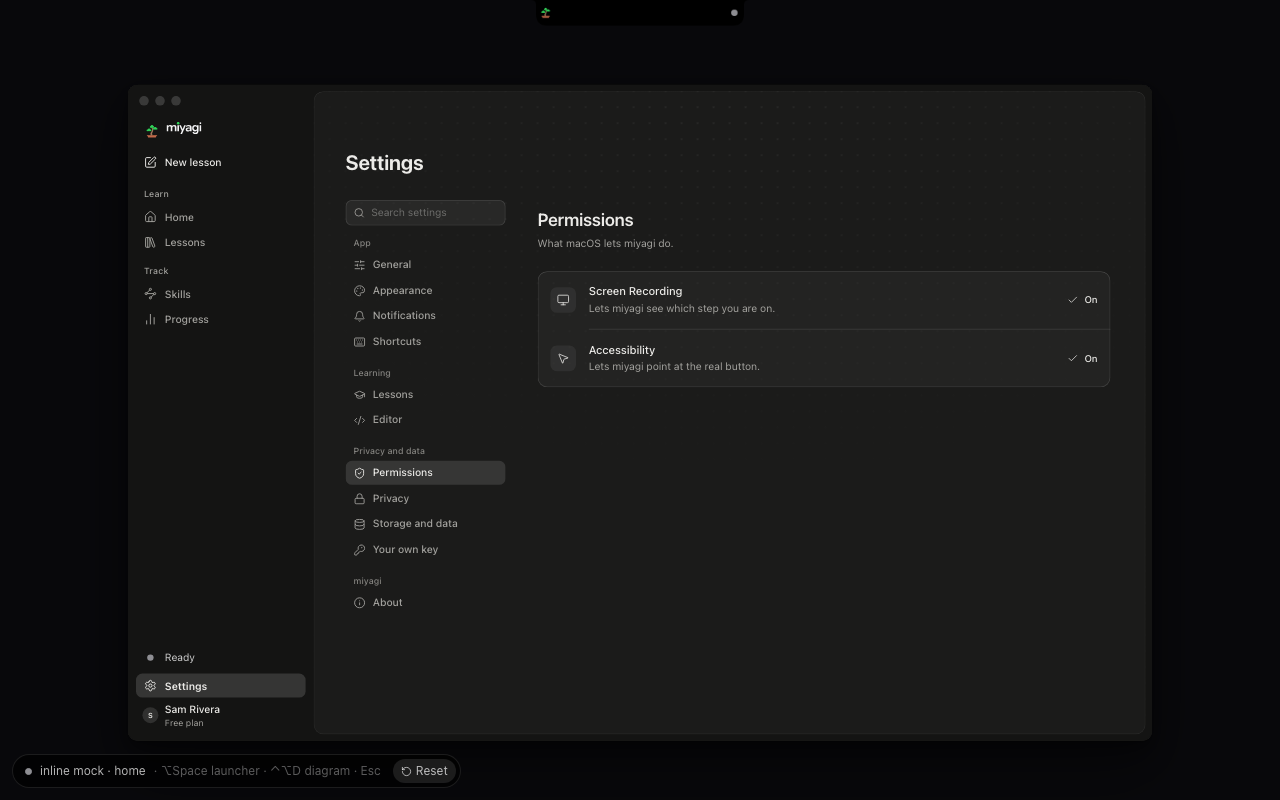 miyagi
New lesson
Learn
Home
Lessons
Track
Skills
Progress
Ready
Settings
S
Sam Rivera
Free plan
Settings
Search settings
App
General
Appearance
Notifications
Shortcuts
Learning
Lessons
Editor
Privacy and data
Permissions
Privacy
Storage and data
Your own key
miyagi
About
Permissions
What macOS lets miyagi do.
Screen Recording
Lets miyagi see which step you are on.
On
Accessibility
Lets miyagi point at the real button.
On
inline mock · home · ⌥Space launcher · ^⌥D diagram · Esc
Reset